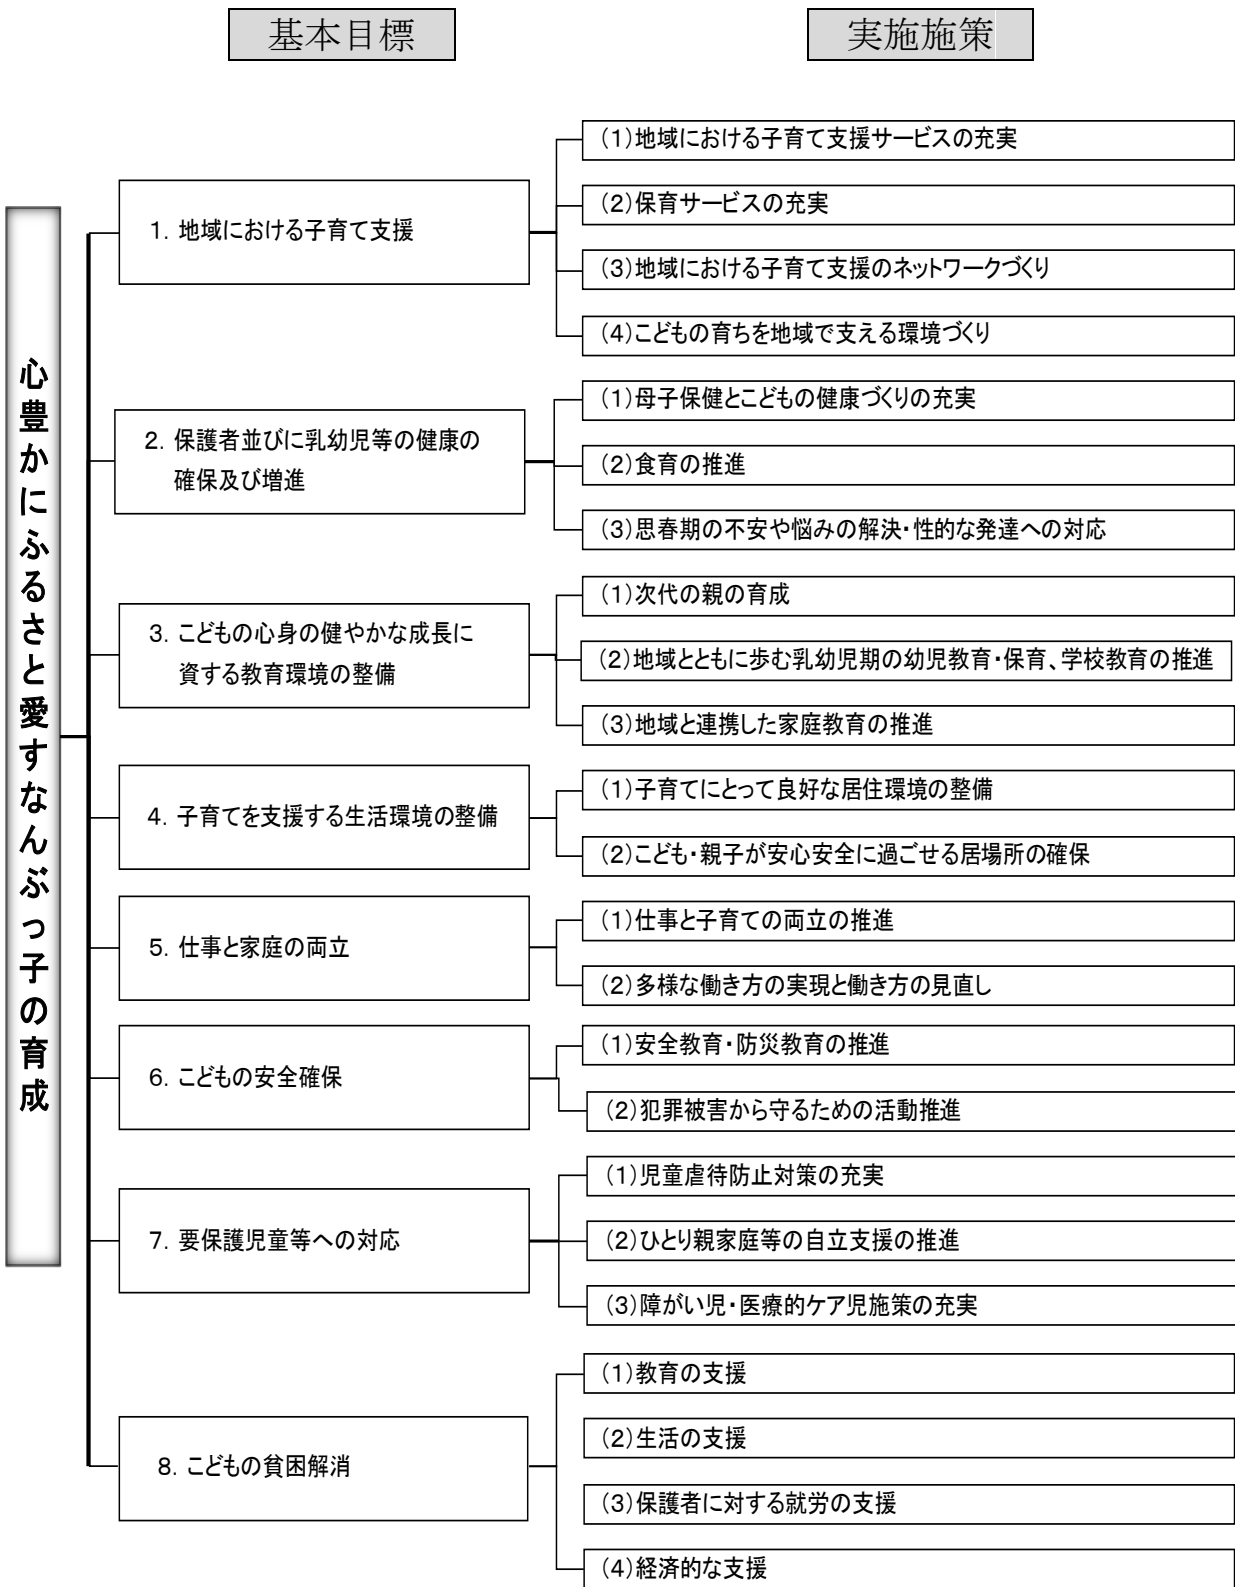 基本目標
実施施策
心豊かにふるさと愛すなんぶっ子の育成
1. 地域における子育て支援
(1)地域における子育て支援サービスの充実
(2)保育サービスの充実
(3)地域における子育て支援のネットワークづくり
(4)こどもの育ちを地域で支える環境づくり
2. 保護者並びに乳幼児等の健康の
確保及び増進
(1)母子保健とこどもの健康づくりの充実
(2)食育の推進
(3)思春期の不安や悩みの解決・性的な発達への対応
3. こどもの心身の健やかな成長に
資する教育環境の整備
(1)次代の親の育成
(2)地域とともに歩む乳幼児期の幼児教育・保育、学校教育の推進
(3)地域と連携した家庭教育の推進
4. 子育てを支援する生活環境の整備
(1)子育てにとって良好な居住環境の整備
(2)こども・親子が安心安全に過ごせる居場所の確保
5. 仕事と家庭の両立
(1)仕事と子育ての両立の推進
(2)多様な働き方の実現と働き方の見直し
6. こどもの安全確保
(1)安全教育・防災教育の推進
(2)犯罪被害から守るための活動推進
7. 要保護児童等への対応
(1)児童虐待防止対策の充実
(2)ひとり親家庭等の自立支援の推進
(3)障がい児・医療的ケア児施策の充実
8. こどもの貧困解消
(1)教育の支援
(2)生活の支援
(3)保護者に対する就労の支援
(4)経済的な支援